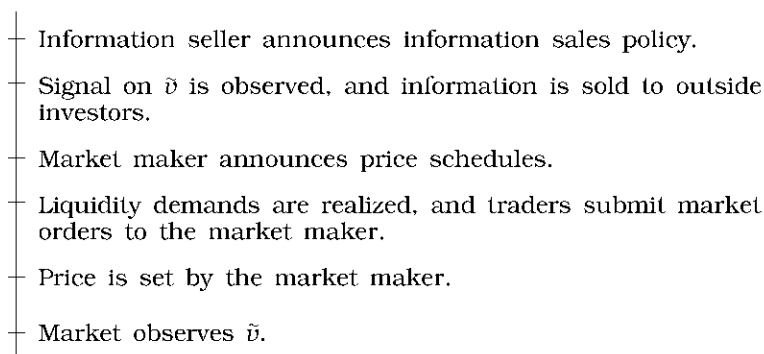 Information seller announces information sales policy.
Signal on ṽ is observed, and information is sold to outside
investors.
Market maker announces price schedules.
Liquidity demands are realized, and traders submit market
orders to the market maker.
Price is set by the market maker.
Market observes ṽ.